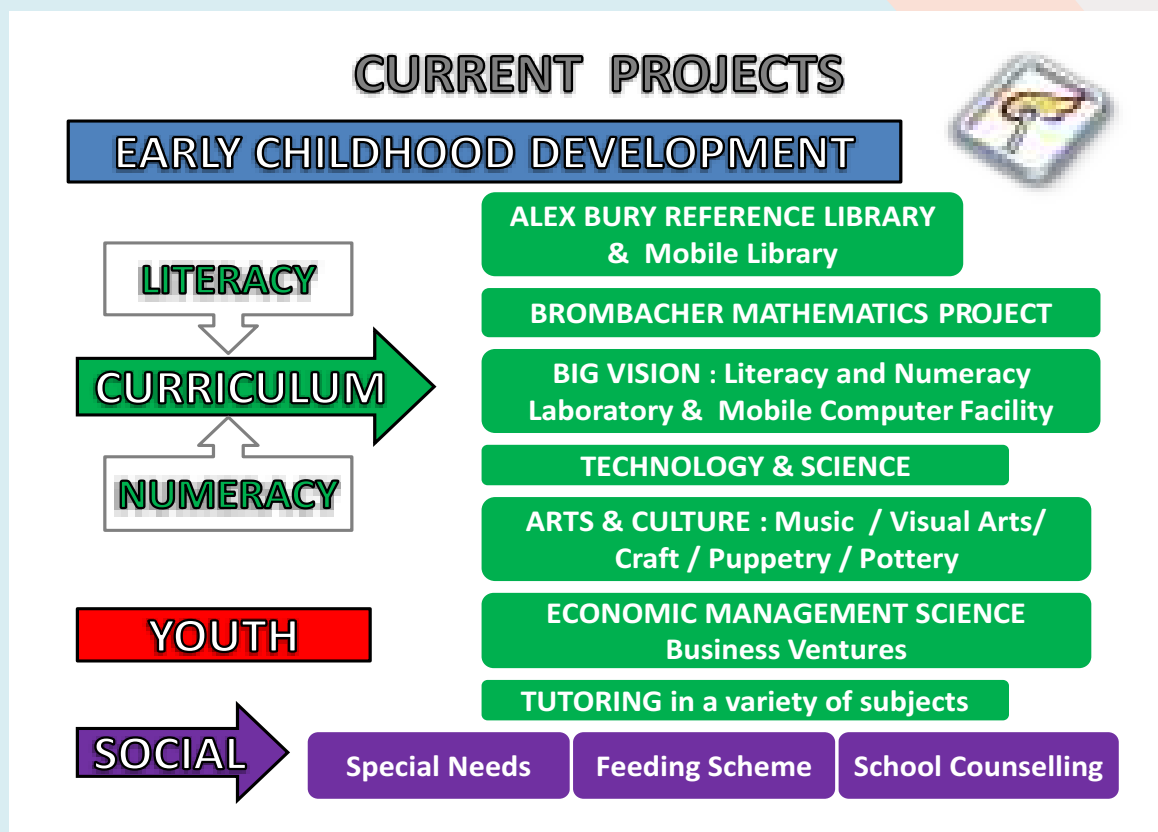 CURRENT PROJECTS
EARLY CHILDHOOD DEVELOPMENT
LITERACY
CURRICULUM
NUMERACY
ALEX BURY REFERENCE LIBRARY
& Mobile Library
BROMBACHER MATHEMATICS PROJECT
BIG VISION : Literacy and Numeracy
Laboratory & Mobile Computer Facility
TECHNOLOGY & SCIENCE
ARTS & CULTURE : Music / Visual Arts/
Craft / Puppetry / Pottery
ECONOMIC MANAGEMENT SCIENCE
Business Ventures
TUTORING in a variety of subjects
YOUTH
SOCIAL
Special Needs
Feeding Scheme
School Counselling